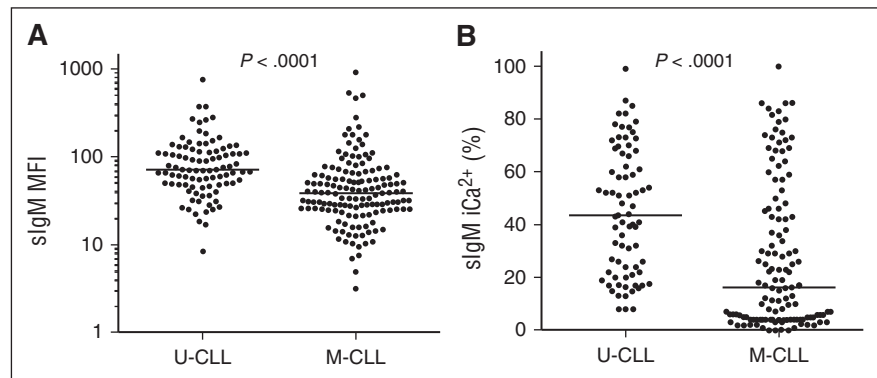 A
P < .0001
1000
100
10
1
sIgM MFI
U-CLL
M-CLL
B
P < .0001
100
80
60
40
20
0
sIgM iCa²⁺ (%)
U-CLL
M-CLL